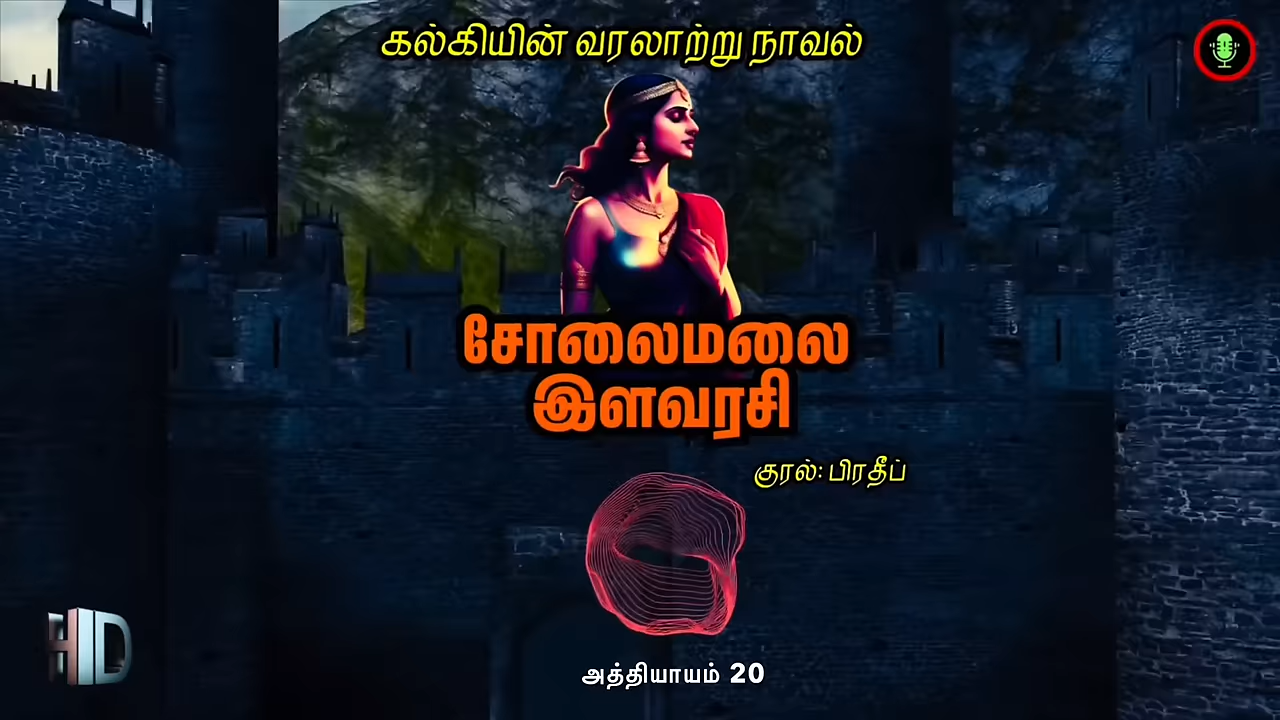 கல்கியின் வரலாற்று நாவல்
சோலைமலை
இளவரசி
குரல்: பிரதீப்
HD
அத்தியாயம் 20